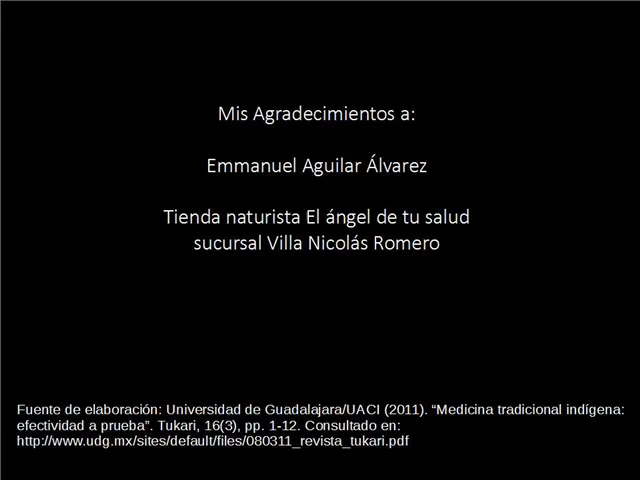 Mis Agradecimientos a:
Emmanuel Aguilar Álvarez
Tienda naturista El ángel de tu salud
sucursal Villa Nicolás Romero
Fuente de elaboración: Universidad de Guadalajara/UACI (2011). “Medicina tradicional indígena:
efectividad a prueba”. Tukari, 16(3), pp. 1-12. Consultado en:
http://www.udg.mx/sites/default/files/080311_revista_tukari.pdf